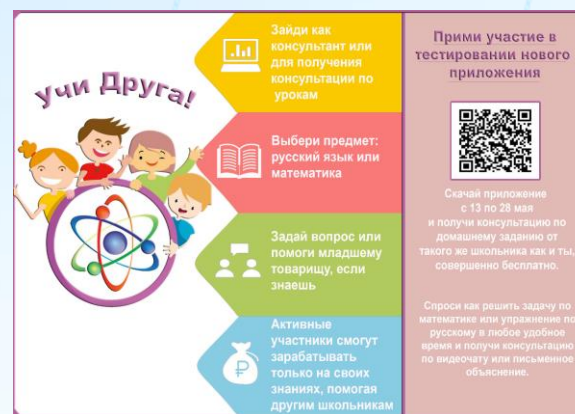 Учи Друга!
Зайди как
консультант или
для получения
консультации по
урокам
Выбери предмет:
русский язык или
математика
Задай вопрос или
помоги младшему
товарищу, если
знаешь
Активные
участники смогут
зарабатывать
только на своих
знаниях, помогая
другим школьникам
Прими участие в
тестировании нового
приложения
Скачай приложение
с 13 по 28 мая
и получи консультацию по
домашнему заданию от
такого же школьника как и ты,
совершенно бесплатно.
Спроси как решить задачу по
математике или упражнение по
русскому в любое удобное
время и получи консультацию
по видеочату или письменное
объяснение.